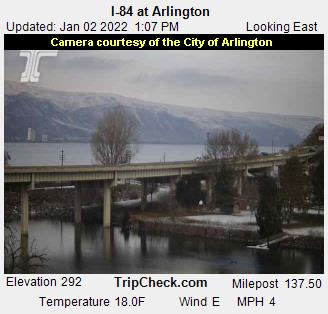 I-84 at Arlington
Updated: Jan 02 2022 1:07 PM Looking East
Camera courtesy of the City of Arlington
Elevation 292 TripCheck.com Milepost 137.50
Temperature 18.0F Wind E MPH 4